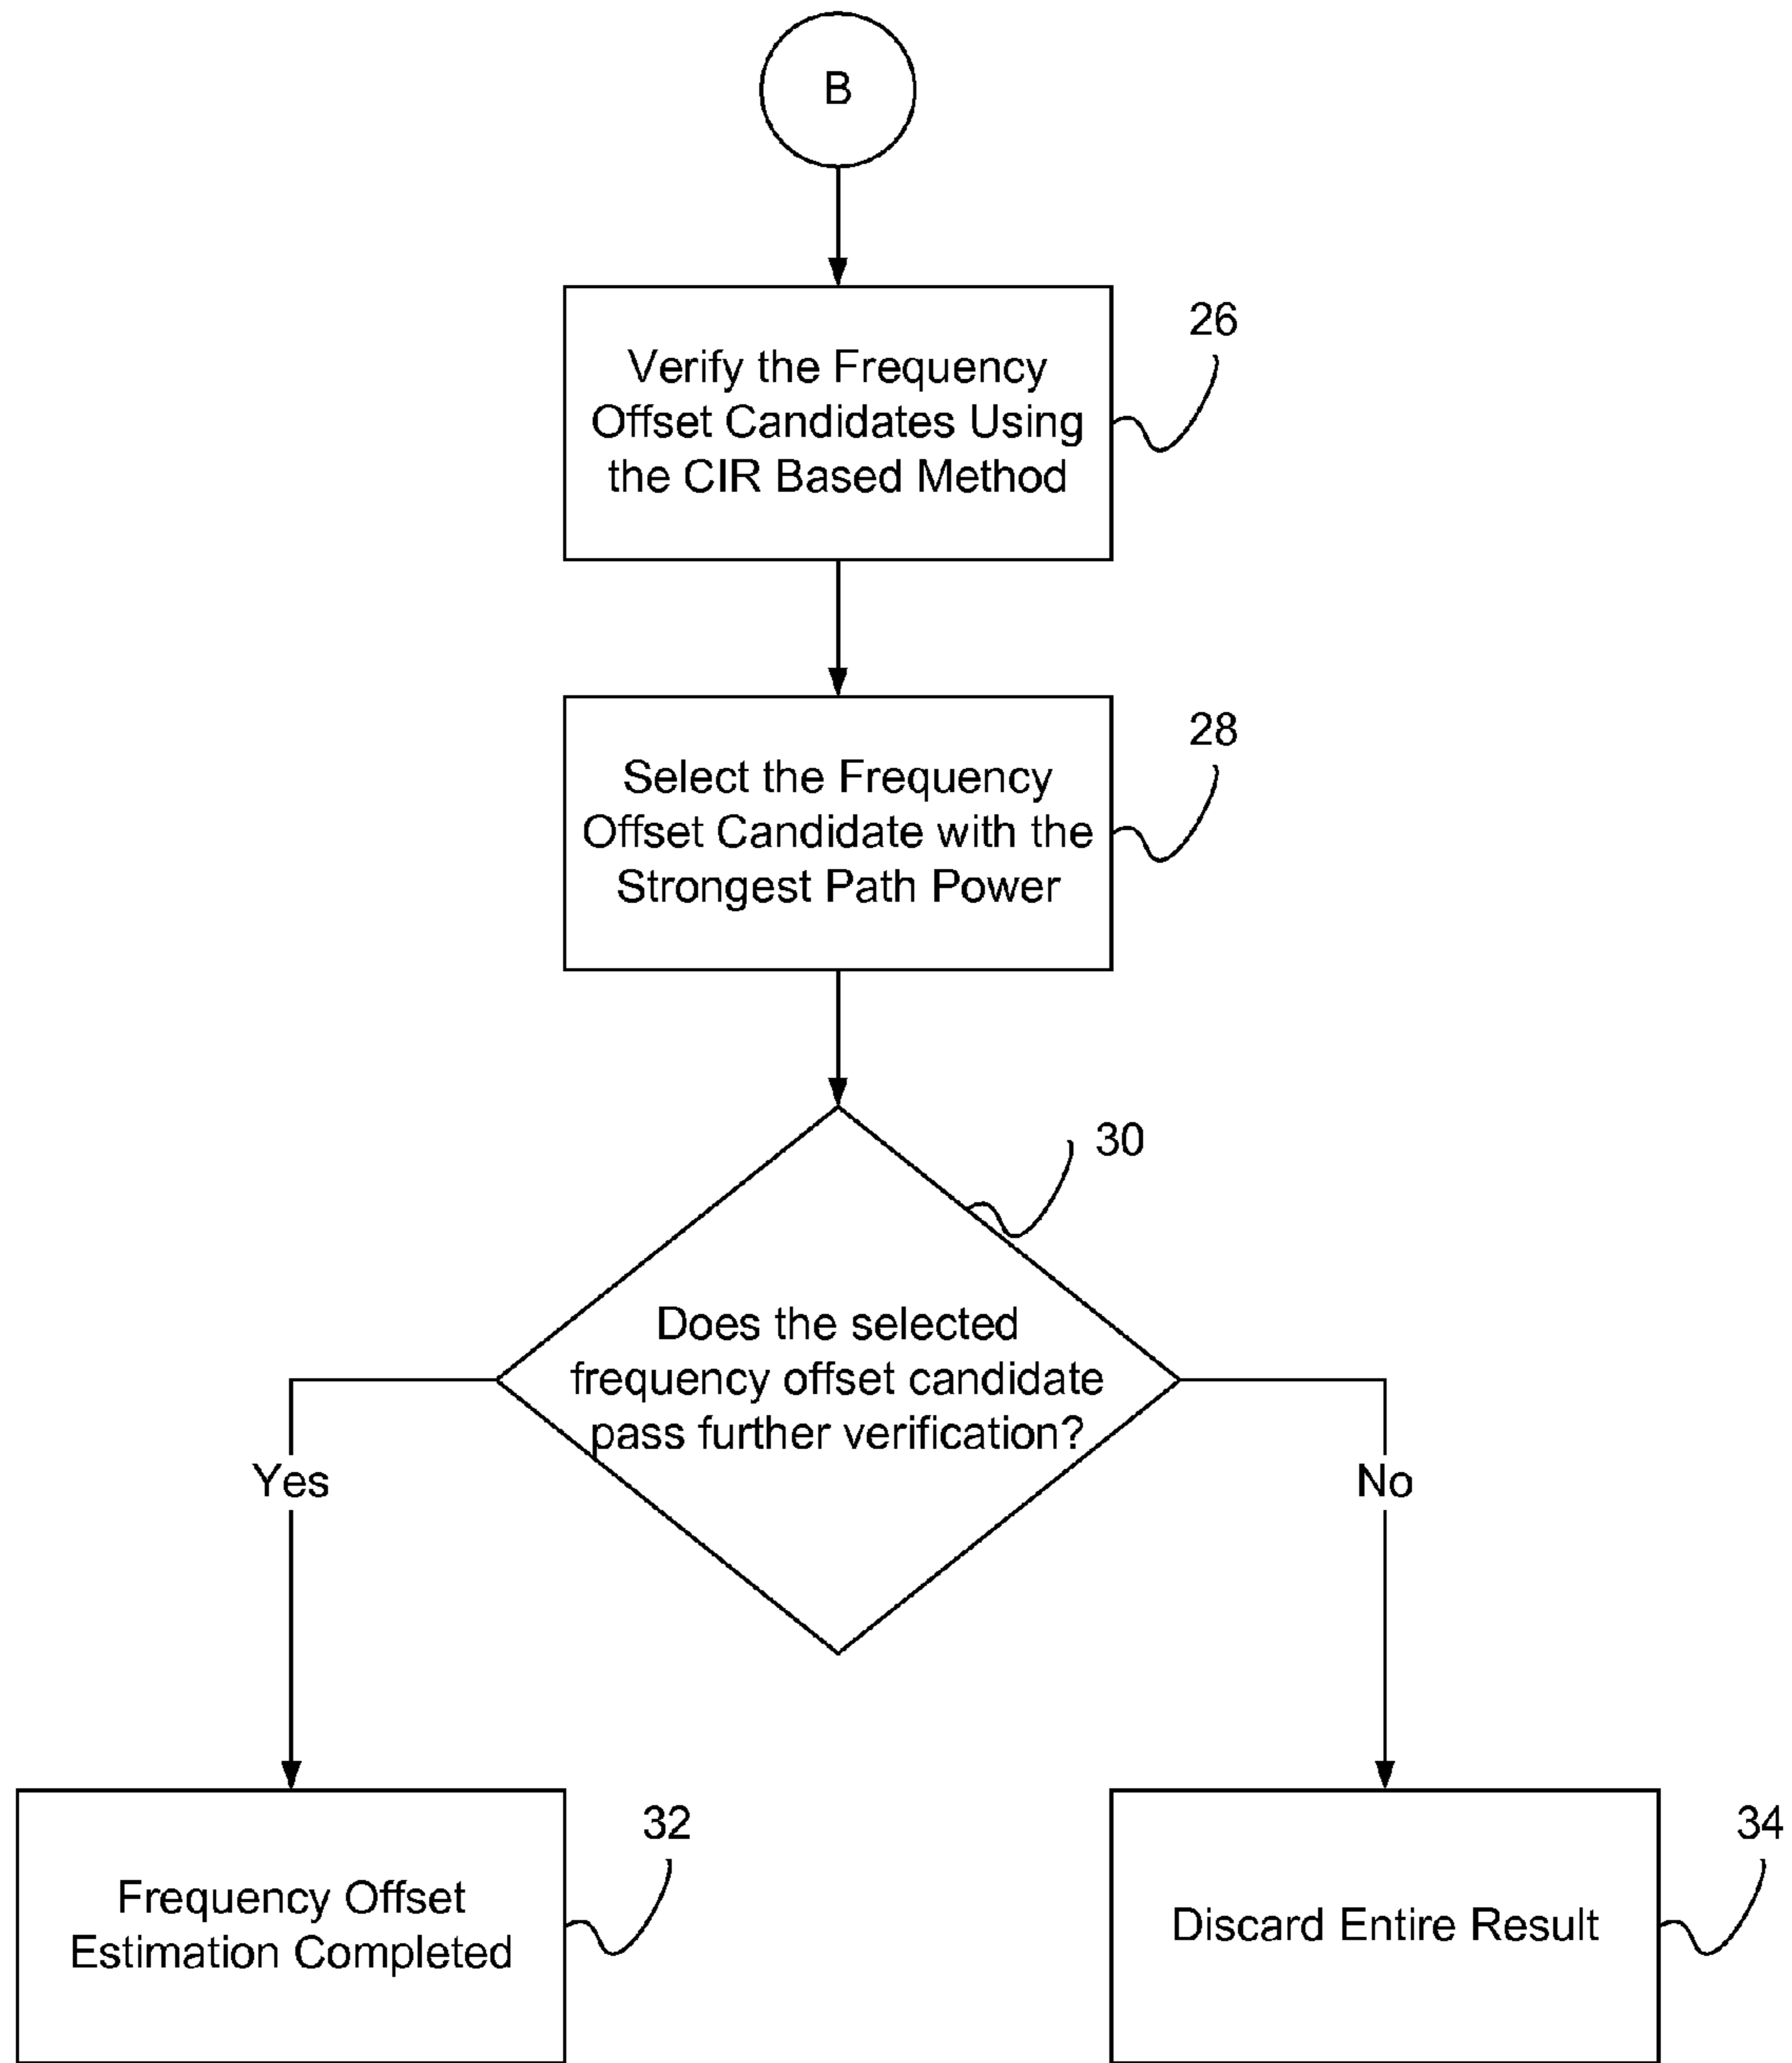 B
Verify the Frequency
Offset Candidates Using
the CIR Based Method
26
Select the Frequency
Offset Candidate with the
Strongest Path Power
28
30
Does the selected
frequency offset candidate
pass further verification?
Yes
No
Frequency Offset
Estimation Completed
32
Discard Entire Result
34